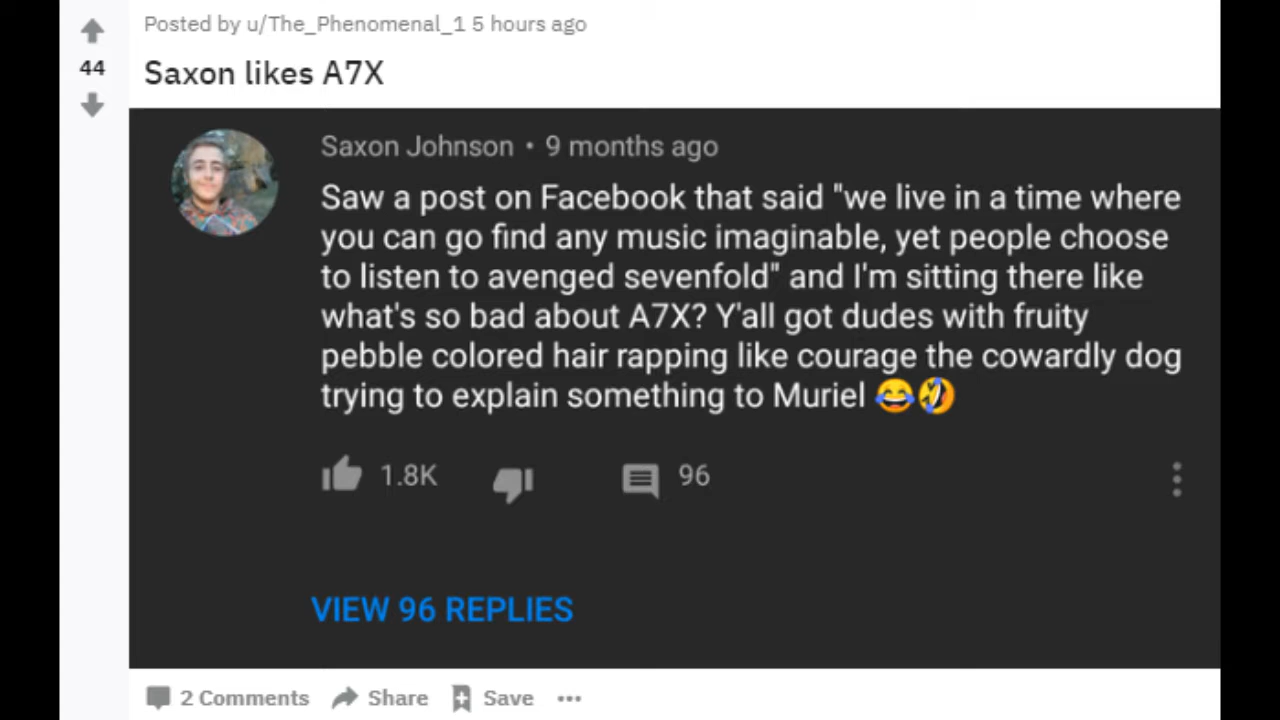 Posted by u/The_Phenomenal_1 5 hours ago
44
Saxon likes A7X
Saxon Johnson • 9 months ago
Saw a post on Facebook that said "we live in a time where
you can go find any music imaginable, yet people choose
to listen to avenged sevenfold" and I'm sitting there like
what's so bad about A7X? Y'all got dudes with fruity
pebble colored hair rapping like courage the cowardly dog
trying to explain something to Muriel 😂🤣
1.8K 96
VIEW 96 REPLIES
2 Comments Share Save